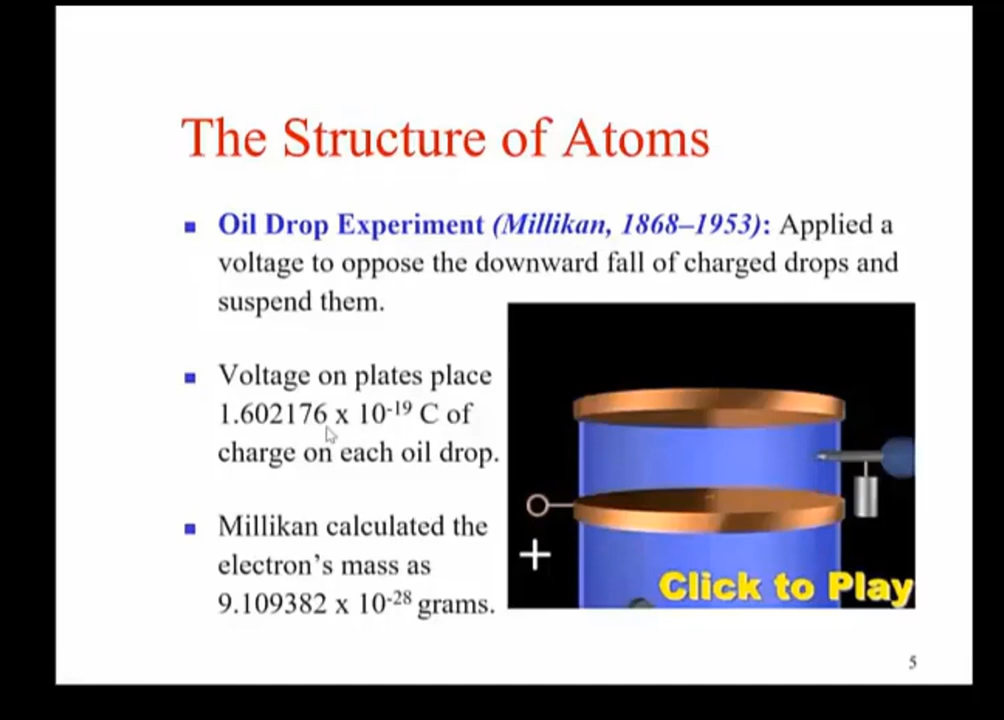 The Structure of Atoms
Oil Drop Experiment (Millikan, 1868–1953): Applied a
voltage to oppose the downward fall of charged drops and
suspend them.
Voltage on plates place
1.602176 x 10⁻¹⁹ C of
charge on each oil drop.
Millikan calculated the
electron's mass as
9.109382 x 10⁻²⁸ grams.
+
Click to Play
5